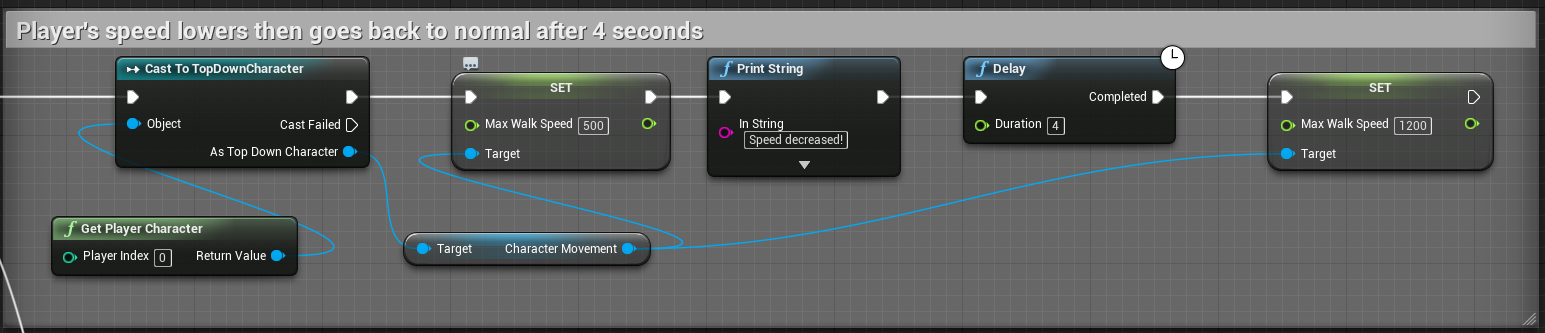 Player's speed lowers then goes back to normal after 4 seconds
Cast To TopDownCharacter
Object
Cast Failed
As Top Down Character
SET
Max Walk Speed 500
Target
Print String
In String
Speed decreased!
Delay
Completed
Duration 4
SET
Max Walk Speed 1200
Target
f Get Player Character
Player Index 0 Return Value
Target Character Movement